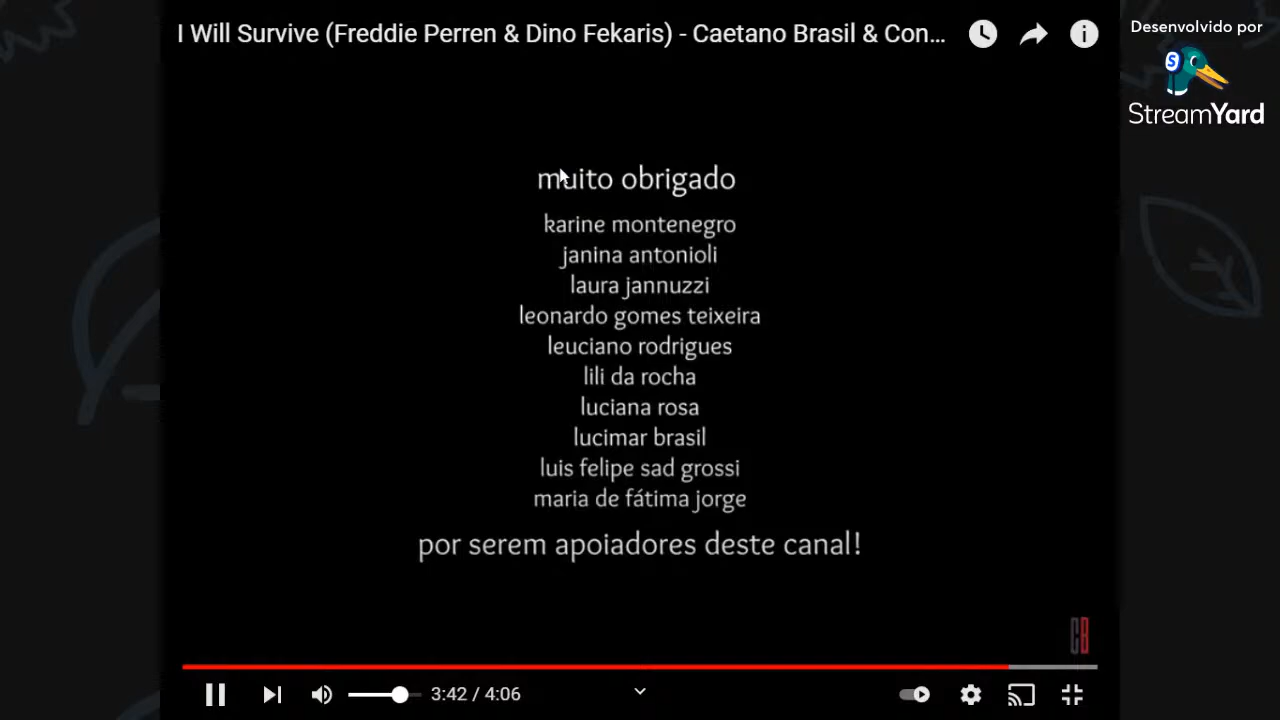 I Will Survive (Freddie Perren & Dino Fekaris) - Caetano Brasil & Con...
Desenvolvido por
S
StreamYard
muito obrigado
karine montenegro
janina antonioli
laura jannuzzi
leonardo gomes teixeira
leuciano rodrigues
lili da rocha
luciana rosa
lucimar brasil
luis felipe sad grossi
maria de fátima jorge
por serem apoiadores deste canal!
CB
3:42 / 4:06